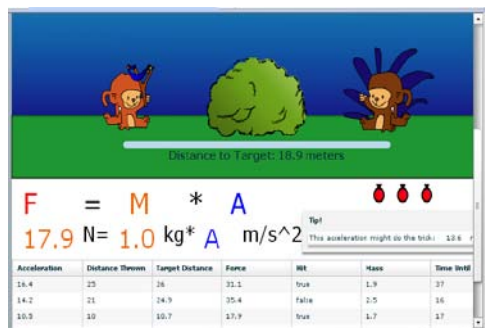 Distance to Target: 18.9 meters
F = M * A
17.9 N= 1.0 kg* A m/s^2
Tip!
This acceleration might do the trick: 13.6
Acceleration Distance Thrown Target Distance Force Hit Mass Time Until
16.4 25 26 31.1 true 1.9 37
14.2 21 24.9 35.4 false 2.5 16
10.5 10 10.7 17.9 true 1.7 17